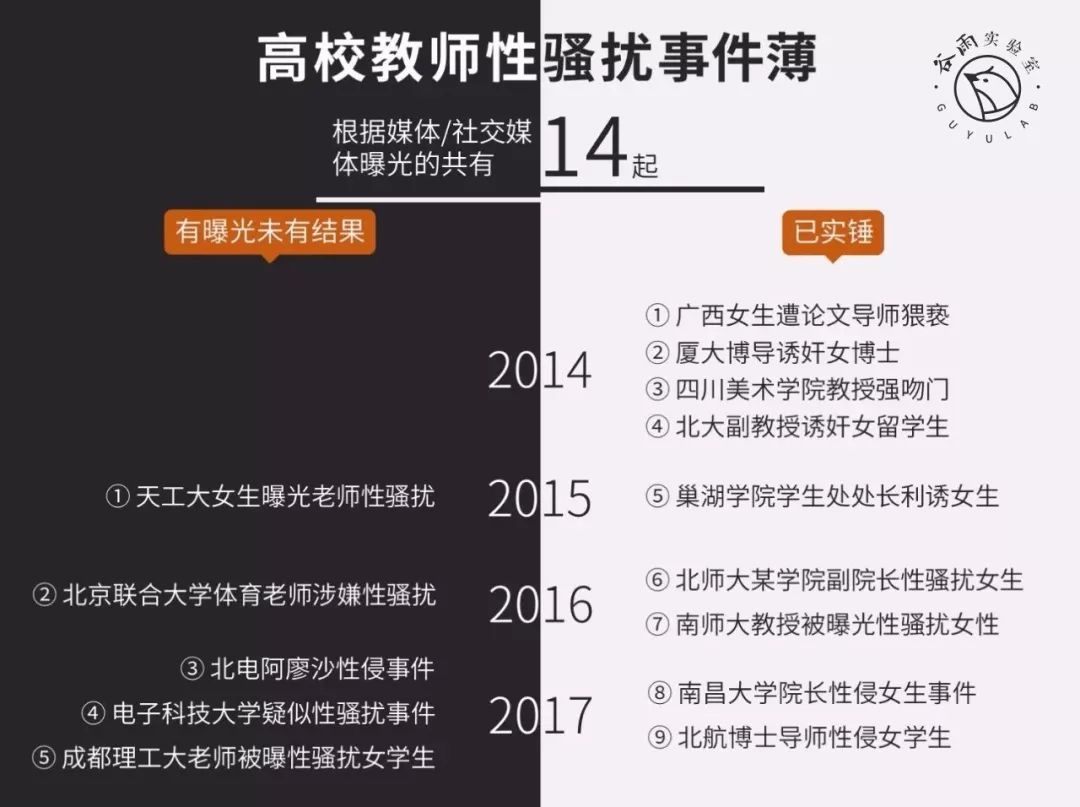 高校教师性骚扰事件薄
谷雨实验室
GUYULAB
根据媒体/社交媒
体曝光的共有
14起
有曝光未有结果
已实锤
2014
① 广西女生遭论文导师猥亵
② 厦大博导诱奸女博士
③ 四川美术学院教授强吻门
④ 北大副教授诱奸女留学生
① 天工大女生曝光老师性骚扰
2015
⑤ 巢湖学院学生处处长利诱女生
② 北京联合大学体育老师涉嫌性骚扰
2016
⑥ 北师大某学院副院长性骚扰女生
⑦ 南师大教授被曝光性骚扰女性
③ 北电阿廖沙性侵事件
④ 电子科技大学疑似性骚扰事件
⑤ 成都理工大老师被曝性骚扰女学生
2017
⑧ 南昌大学院长性侵女生事件
⑨ 北航博士导师性侵女学生